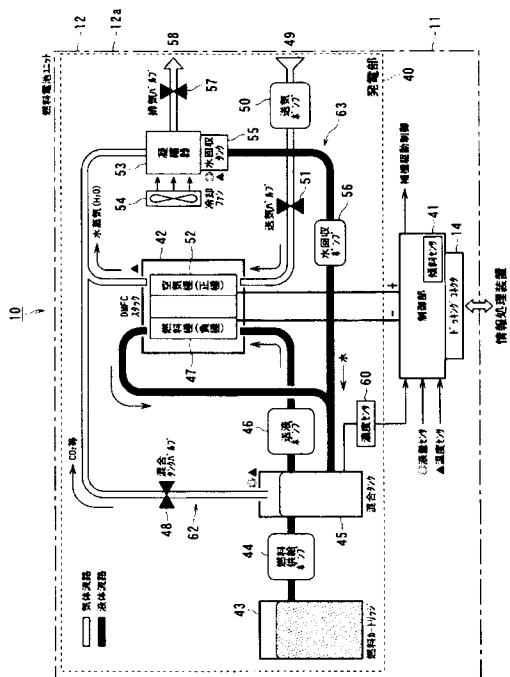 10
燃料電池ユニット
12
12a
58
排気バルブ
57
49
送気ポンプ
50
発電部
40
11
気体流路
液体流路
CO₂等
水蒸気(H₂O)
53
凝縮器
54
冷却ファン
水回収タンク
55
63
送気バルブ
51
水回収ポンプ
56
DMFCスタック
42
空気極(正極)
52
燃料極(負極)
47
混合タンクバルブ
48
62
送液ポンプ
46
水
濃度センサ
60
混合タンク
45
燃料供給ポンプ
44
43
燃料カートリッジ
補機駆動制御
制御部
41
傾斜センサ
ドッキングコネクタ
14
情報処理装置
○液量センサ
▲温度センサ
+
-